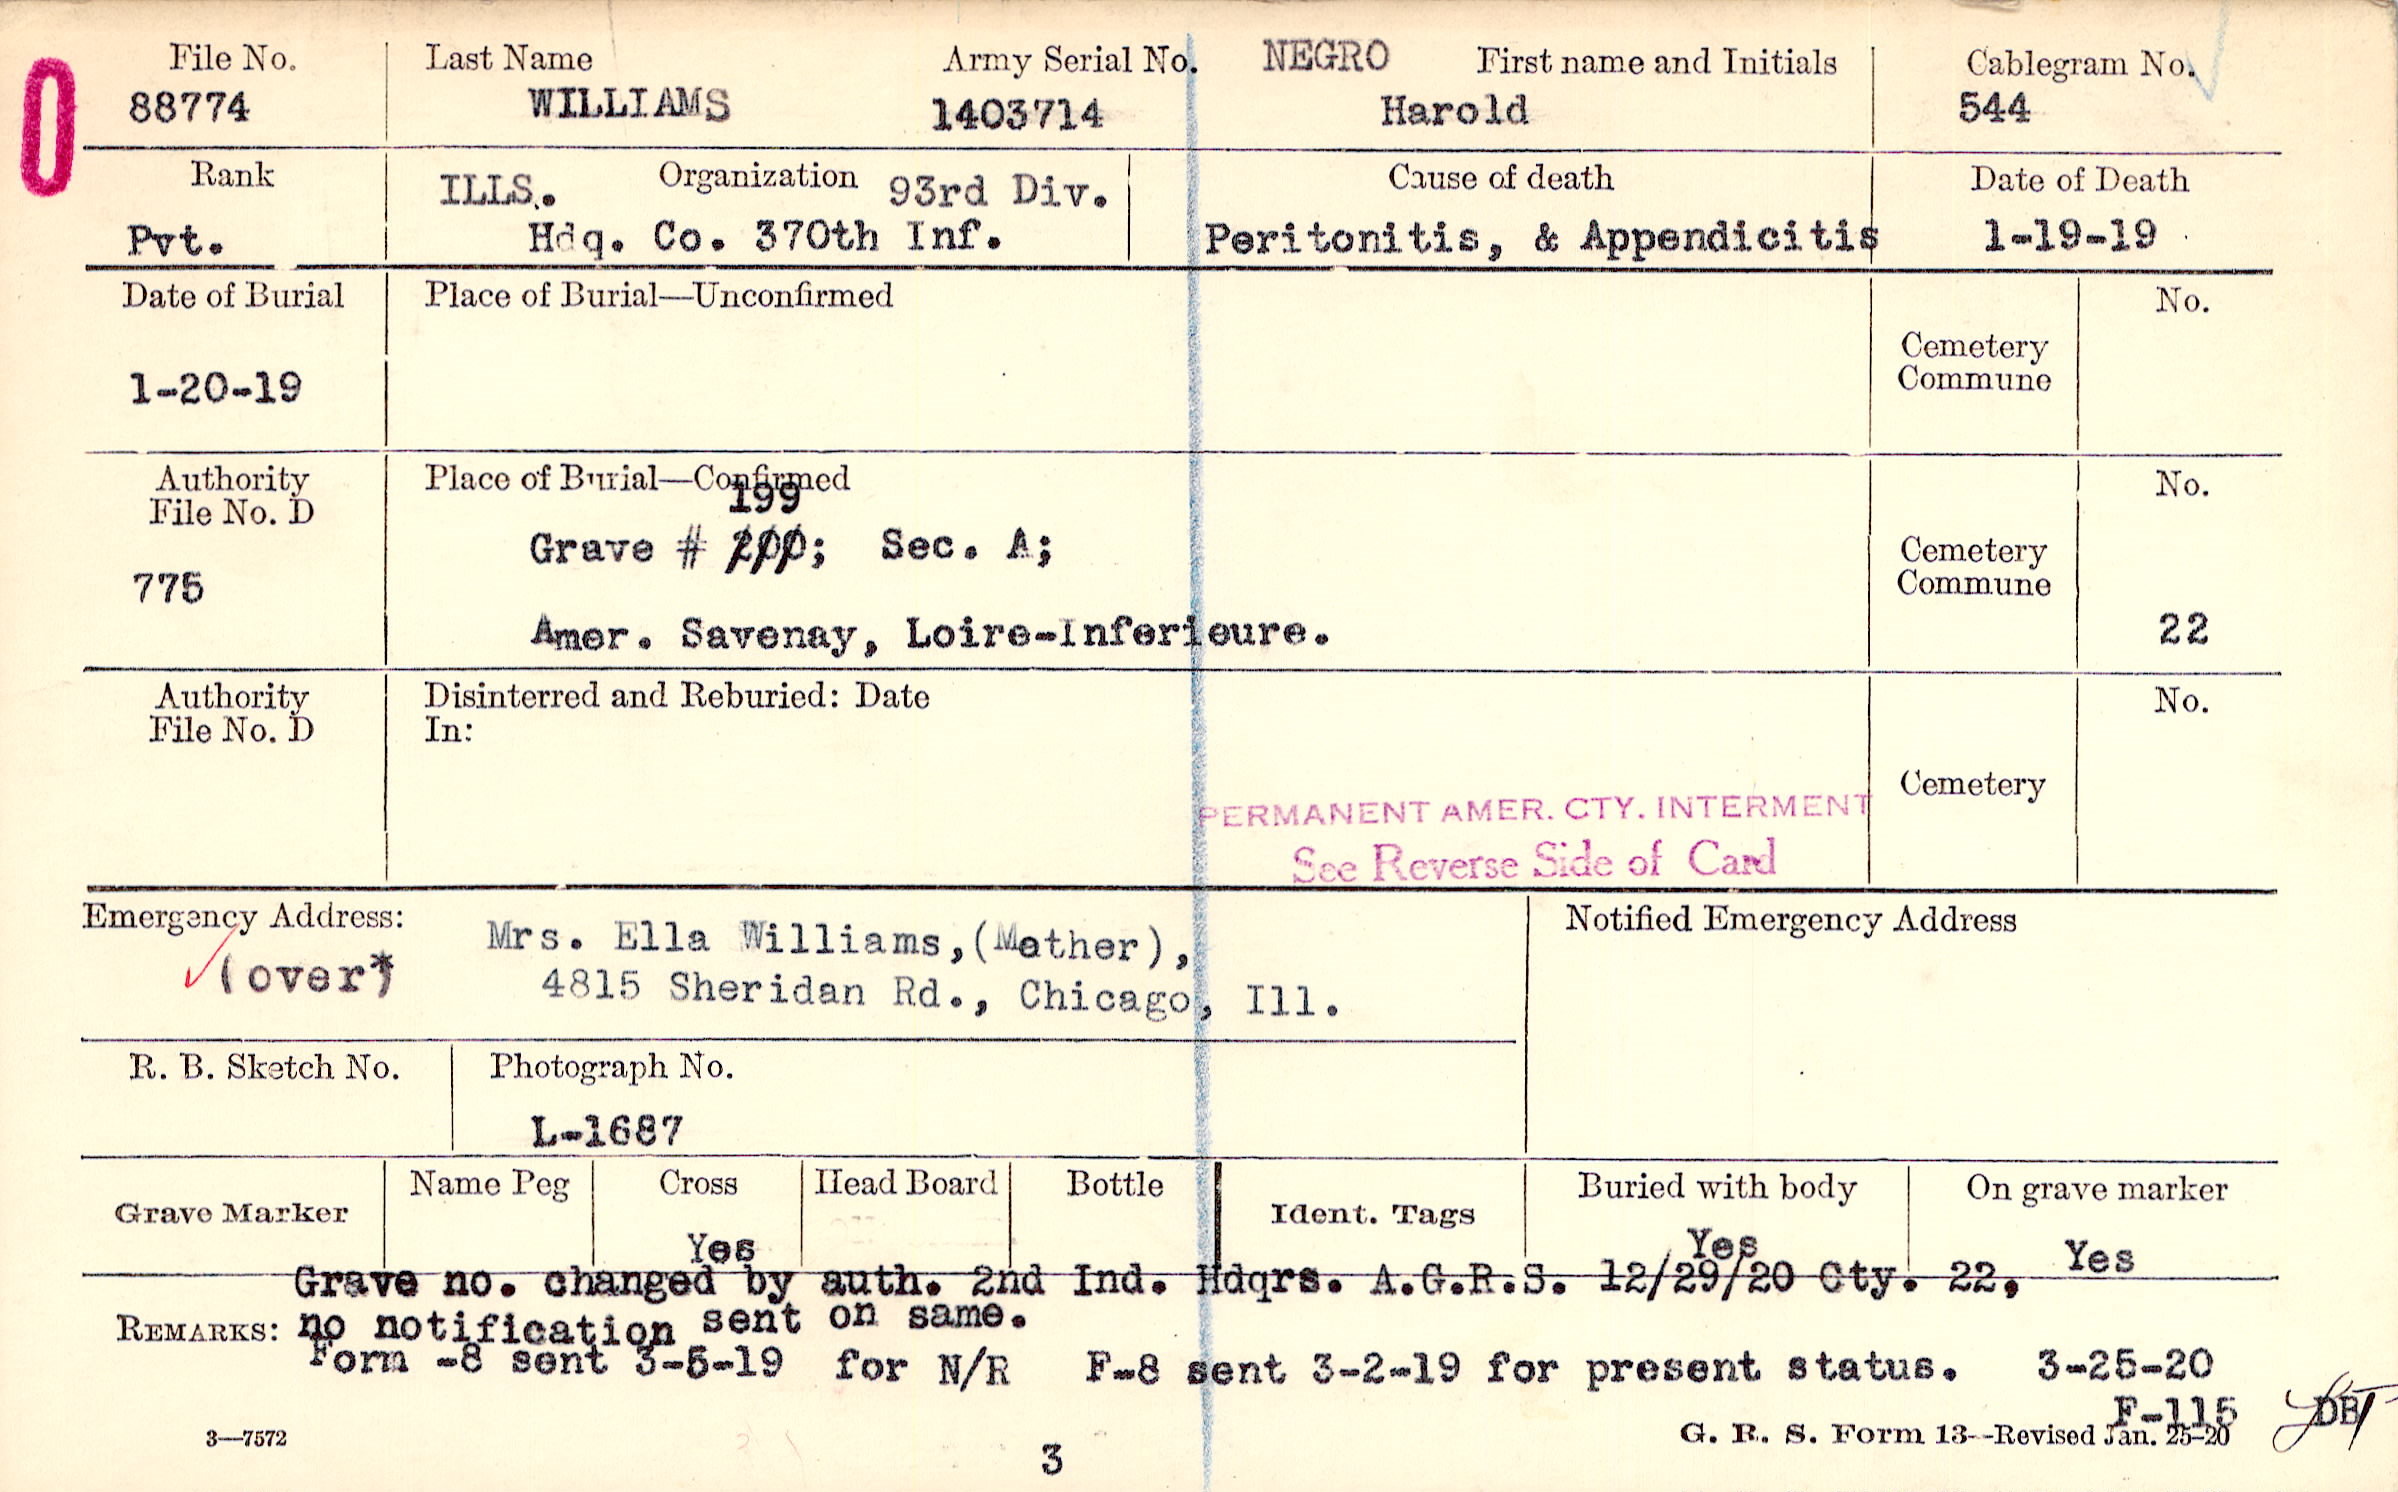 File No. Last Name Army Serial No. NEGRO First name and Initials Cablegram No.
88774 WILLIAMS 1403714 Harold 544
Rank ILLS. Organization 93rd Div. Cause of death Date of Death
Pvt. Hdq. Co. 370th Inf. Peritonitis, & Appendicitis 1-19-19
Date of Burial Place of Burial—Unconfirmed No.
Cemetery
Commune
1-20-19
Authority Place of Burial—Confirmed No.
File No. D 199
Grave # 200; Sec. A; Cemetery
Commune
775
Amer. Savenay, Loire-Inferieure. 22
Authority Disinterred and Reburied: Date No.
File No. D In:
Cemetery
PERMANENT AMER. CTY. INTERMENT
See Reverse Side of Card
Emergency Address: Mrs. Ella Williams,(Mother), Notified Emergency Address
(over* 4815 Sheridan Rd., Chicago, Ill.
R. B. Sketch No. Photograph No.
L-1687
Grave Marker Name Peg Cross Head Board Bottle Ident. Tags Buried with body On grave marker
Yes Yes Yes
Grave no. changed by auth. 2nd Ind. Hdqrs. A.G.R.S. 12/29/20 Cty. 22,
REMARKS: no notification sent on same.
Form -8 sent 3-5-19 for N/R F-8 sent 3-2-19 for present status. 3-25-20
F-115 DBT
3—7572 G. R. S. Form 13--Revised Jan. 25-20
3